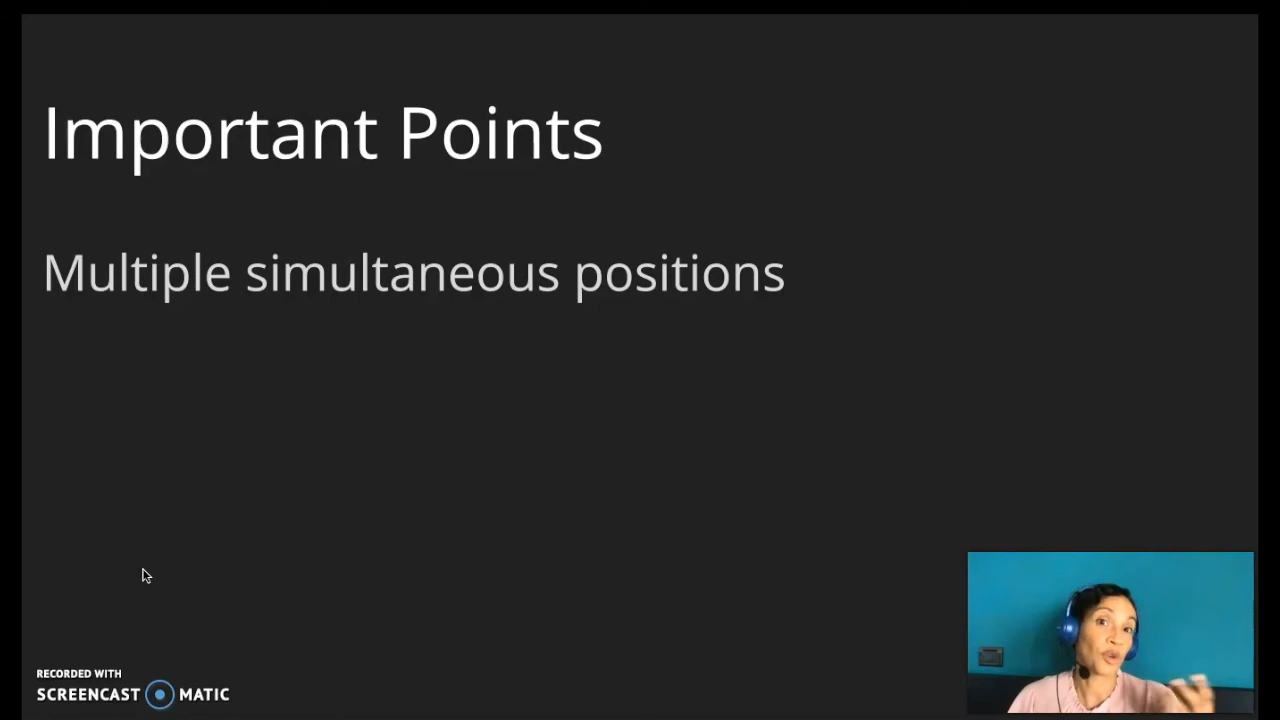 Important Points
Multiple simultaneous positions
RECORDED WITH
SCREENCAST MATIC